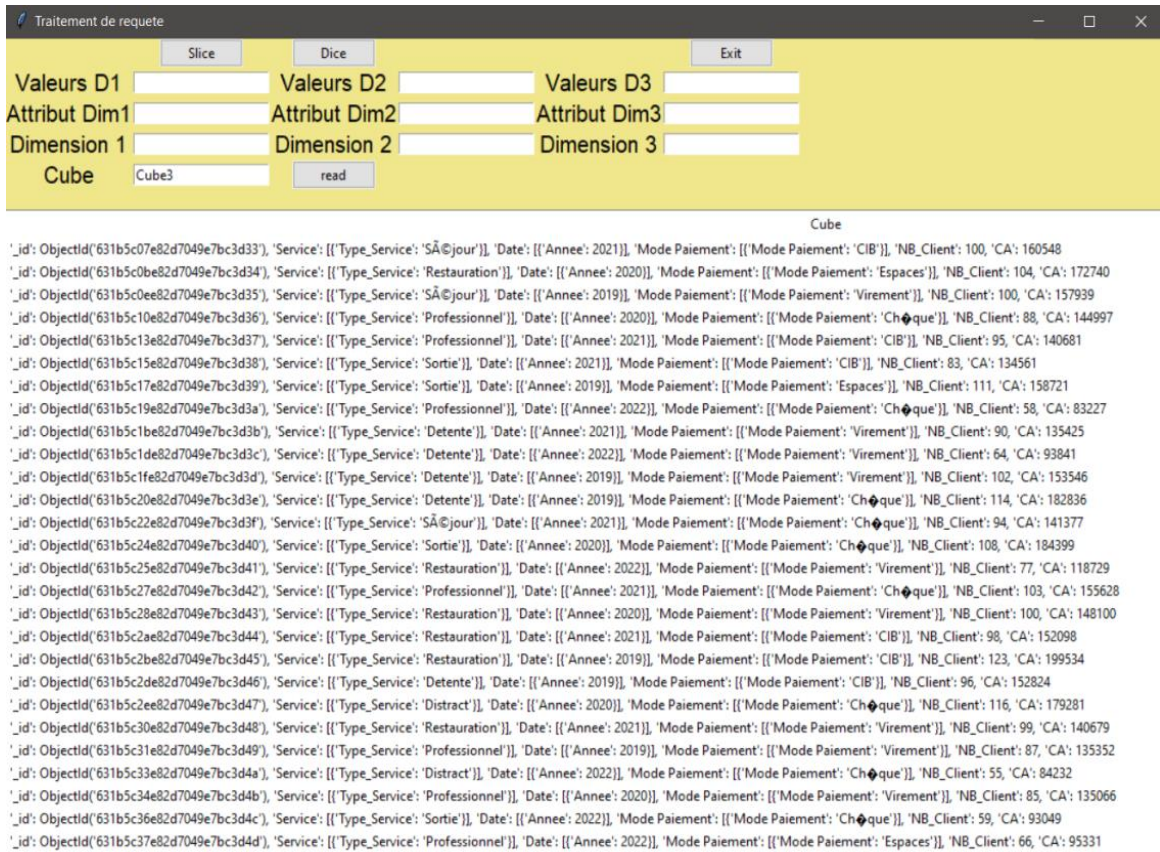 Traitement de requete
Slice Dice Exit
Valeurs D1 Valeurs D2 Valeurs D3
Attribut Dim1 Attribut Dim2 Attribut Dim3
Dimension 1 Dimension 2 Dimension 3
Cube Cube3 read
Cube
'_id': ObjectId('631b5c07e82d7049e7bc3d33'), 'Service': [{'Type_Service': 'SÃ©jour'}], 'Date': [{'Annee': 2021}], 'Mode Paiement': [{'Mode Paiement': 'CIB'}], 'NB_Client': 100, 'CA': 160548
'_id': ObjectId('631b5c0be82d7049e7bc3d34'), 'Service': [{'Type_Service': 'Restauration'}], 'Date': [{'Annee': 2020}], 'Mode Paiement': [{'Mode Paiement': 'Espaces'}], 'NB_Client': 104, 'CA': 172740
'_id': ObjectId('631b5c0ee82d7049e7bc3d35'), 'Service': [{'Type_Service': 'SÃ©jour'}], 'Date': [{'Annee': 2019}], 'Mode Paiement': [{'Mode Paiement': 'Virement'}], 'NB_Client': 100, 'CA': 157939
'_id': ObjectId('631b5c10e82d7049e7bc3d36'), 'Service': [{'Type_Service': 'Professionnel'}], 'Date': [{'Annee': 2020}], 'Mode Paiement': [{'Mode Paiement': 'Ch�que'}], 'NB_Client': 88, 'CA': 144997
'_id': ObjectId('631b5c13e82d7049e7bc3d37'), 'Service': [{'Type_Service': 'Professionnel'}], 'Date': [{'Annee': 2021}], 'Mode Paiement': [{'Mode Paiement': 'CIB'}], 'NB_Client': 95, 'CA': 140681
'_id': ObjectId('631b5c15e82d7049e7bc3d38'), 'Service': [{'Type_Service': 'Sortie'}], 'Date': [{'Annee': 2021}], 'Mode Paiement': [{'Mode Paiement': 'CIB'}], 'NB_Client': 83, 'CA': 134561
'_id': ObjectId('631b5c17e82d7049e7bc3d39'), 'Service': [{'Type_Service': 'Sortie'}], 'Date': [{'Annee': 2019}], 'Mode Paiement': [{'Mode Paiement': 'Espaces'}], 'NB_Client': 111, 'CA': 158721
'_id': ObjectId('631b5c19e82d7049e7bc3d3a'), 'Service': [{'Type_Service': 'Professionnel'}], 'Date': [{'Annee': 2022}], 'Mode Paiement': [{'Mode Paiement': 'Ch�que'}], 'NB_Client': 58, 'CA': 83227
'_id': ObjectId('631b5c1be82d7049e7bc3d3b'), 'Service': [{'Type_Service': 'Detente'}], 'Date': [{'Annee': 2021}], 'Mode Paiement': [{'Mode Paiement': 'Virement'}], 'NB_Client': 90, 'CA': 135425
'_id': ObjectId('631b5c1de82d7049e7bc3d3c'), 'Service': [{'Type_Service': 'Detente'}], 'Date': [{'Annee': 2022}], 'Mode Paiement': [{'Mode Paiement': 'Virement'}], 'NB_Client': 64, 'CA': 93841
'_id': ObjectId('631b5c1fe82d7049e7bc3d3d'), 'Service': [{'Type_Service': 'Detente'}], 'Date': [{'Annee': 2019}], 'Mode Paiement': [{'Mode Paiement': 'Virement'}], 'NB_Client': 102, 'CA': 153546
'_id': ObjectId('631b5c20e82d7049e7bc3d3e'), 'Service': [{'Type_Service': 'Detente'}], 'Date': [{'Annee': 2019}], 'Mode Paiement': [{'Mode Paiement': 'Ch�que'}], 'NB_Client': 114, 'CA': 182836
'_id': ObjectId('631b5c22e82d7049e7bc3d3f'), 'Service': [{'Type_Service': 'SÃ©jour'}], 'Date': [{'Annee': 2021}], 'Mode Paiement': [{'Mode Paiement': 'Ch�que'}], 'NB_Client': 94, 'CA': 141377
'_id': ObjectId('631b5c24e82d7049e7bc3d40'), 'Service': [{'Type_Service': 'Sortie'}], 'Date': [{'Annee': 2020}], 'Mode Paiement': [{'Mode Paiement': 'Ch�que'}], 'NB_Client': 108, 'CA': 184399
'_id': ObjectId('631b5c25e82d7049e7bc3d41'), 'Service': [{'Type_Service': 'Restauration'}], 'Date': [{'Annee': 2022}], 'Mode Paiement': [{'Mode Paiement': 'Virement'}], 'NB_Client': 77, 'CA': 118729
'_id': ObjectId('631b5c27e82d7049e7bc3d42'), 'Service': [{'Type_Service': 'Professionnel'}], 'Date': [{'Annee': 2021}], 'Mode Paiement': [{'Mode Paiement': 'Ch�que'}], 'NB_Client': 103, 'CA': 155628
'_id': ObjectId('631b5c28e82d7049e7bc3d43'), 'Service': [{'Type_Service': 'Restauration'}], 'Date': [{'Annee': 2020}], 'Mode Paiement': [{'Mode Paiement': 'Virement'}], 'NB_Client': 100, 'CA': 148100
'_id': ObjectId('631b5c2ae82d7049e7bc3d44'), 'Service': [{'Type_Service': 'Restauration'}], 'Date': [{'Annee': 2021}], 'Mode Paiement': [{'Mode Paiement': 'CIB'}], 'NB_Client': 98, 'CA': 152098
'_id': ObjectId('631b5c2be82d7049e7bc3d45'), 'Service': [{'Type_Service': 'Restauration'}], 'Date': [{'Annee': 2019}], 'Mode Paiement': [{'Mode Paiement': 'CIB'}], 'NB_Client': 123, 'CA': 199534
'_id': ObjectId('631b5c2de82d7049e7bc3d46'), 'Service': [{'Type_Service': 'Detente'}], 'Date': [{'Annee': 2019}], 'Mode Paiement': [{'Mode Paiement': 'CIB'}], 'NB_Client': 96, 'CA': 152824
'_id': ObjectId('631b5c2ee82d7049e7bc3d47'), 'Service': [{'Type_Service': 'Distract'}], 'Date': [{'Annee': 2020}], 'Mode Paiement': [{'Mode Paiement': 'Ch�que'}], 'NB_Client': 116, 'CA': 179281
'_id': ObjectId('631b5c30e82d7049e7bc3d48'), 'Service': [{'Type_Service': 'Restauration'}], 'Date': [{'Annee': 2021}], 'Mode Paiement': [{'Mode Paiement': 'Virement'}], 'NB_Client': 99, 'CA': 140679
'_id': ObjectId('631b5c31e82d7049e7bc3d49'), 'Service': [{'Type_Service': 'Professionnel'}], 'Date': [{'Annee': 2019}], 'Mode Paiement': [{'Mode Paiement': 'Virement'}], 'NB_Client': 87, 'CA': 135352
'_id': ObjectId('631b5c33e82d7049e7bc3d4a'), 'Service': [{'Type_Service': 'Distract'}], 'Date': [{'Annee': 2022}], 'Mode Paiement': [{'Mode Paiement': 'Ch�que'}], 'NB_Client': 55, 'CA': 84232
'_id': ObjectId('631b5c34e82d7049e7bc3d4b'), 'Service': [{'Type_Service': 'Professionnel'}], 'Date': [{'Annee': 2020}], 'Mode Paiement': [{'Mode Paiement': 'Virement'}], 'NB_Client': 85, 'CA': 135066
'_id': ObjectId('631b5c36e82d7049e7bc3d4c'), 'Service': [{'Type_Service': 'Sortie'}], 'Date': [{'Annee': 2022}], 'Mode Paiement': [{'Mode Paiement': 'Ch�que'}], 'NB_Client': 59, 'CA': 93049
'_id': ObjectId('631b5c37e82d7049e7bc3d4d'), 'Service': [{'Type_Service': 'Professionnel'}], 'Date': [{'Annee': 2022}], 'Mode Paiement': [{'Mode Paiement': 'Espaces'}], 'NB_Client': 66, 'CA': 95331